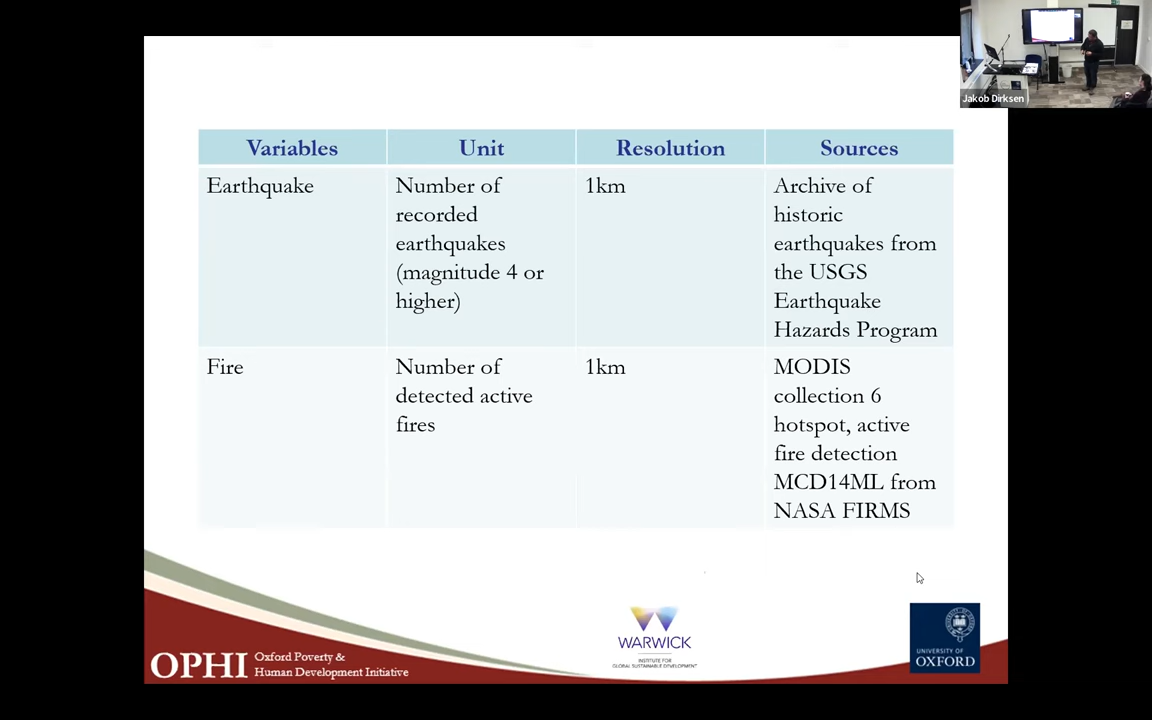 Jakob Dirksen
Variables Unit Resolution Sources
Earthquake
Number of
recorded
earthquakes
(magnitude 4 or
higher)
1km
Archive of
historic
earthquakes from
the USGS
Earthquake
Hazards Program
Fire
Number of
detected active
fires
1km
MODIS
collection 6
hotspot, active
fire detection
MCD14ML from
NASA FIRMS
OPHI
Oxford Poverty &
Human Development Initiative
WARWICK
INSTITUTE FOR
GLOBAL SUSTAINABLE DEVELOPMENT
UNIVERSITY OF
OXFORD